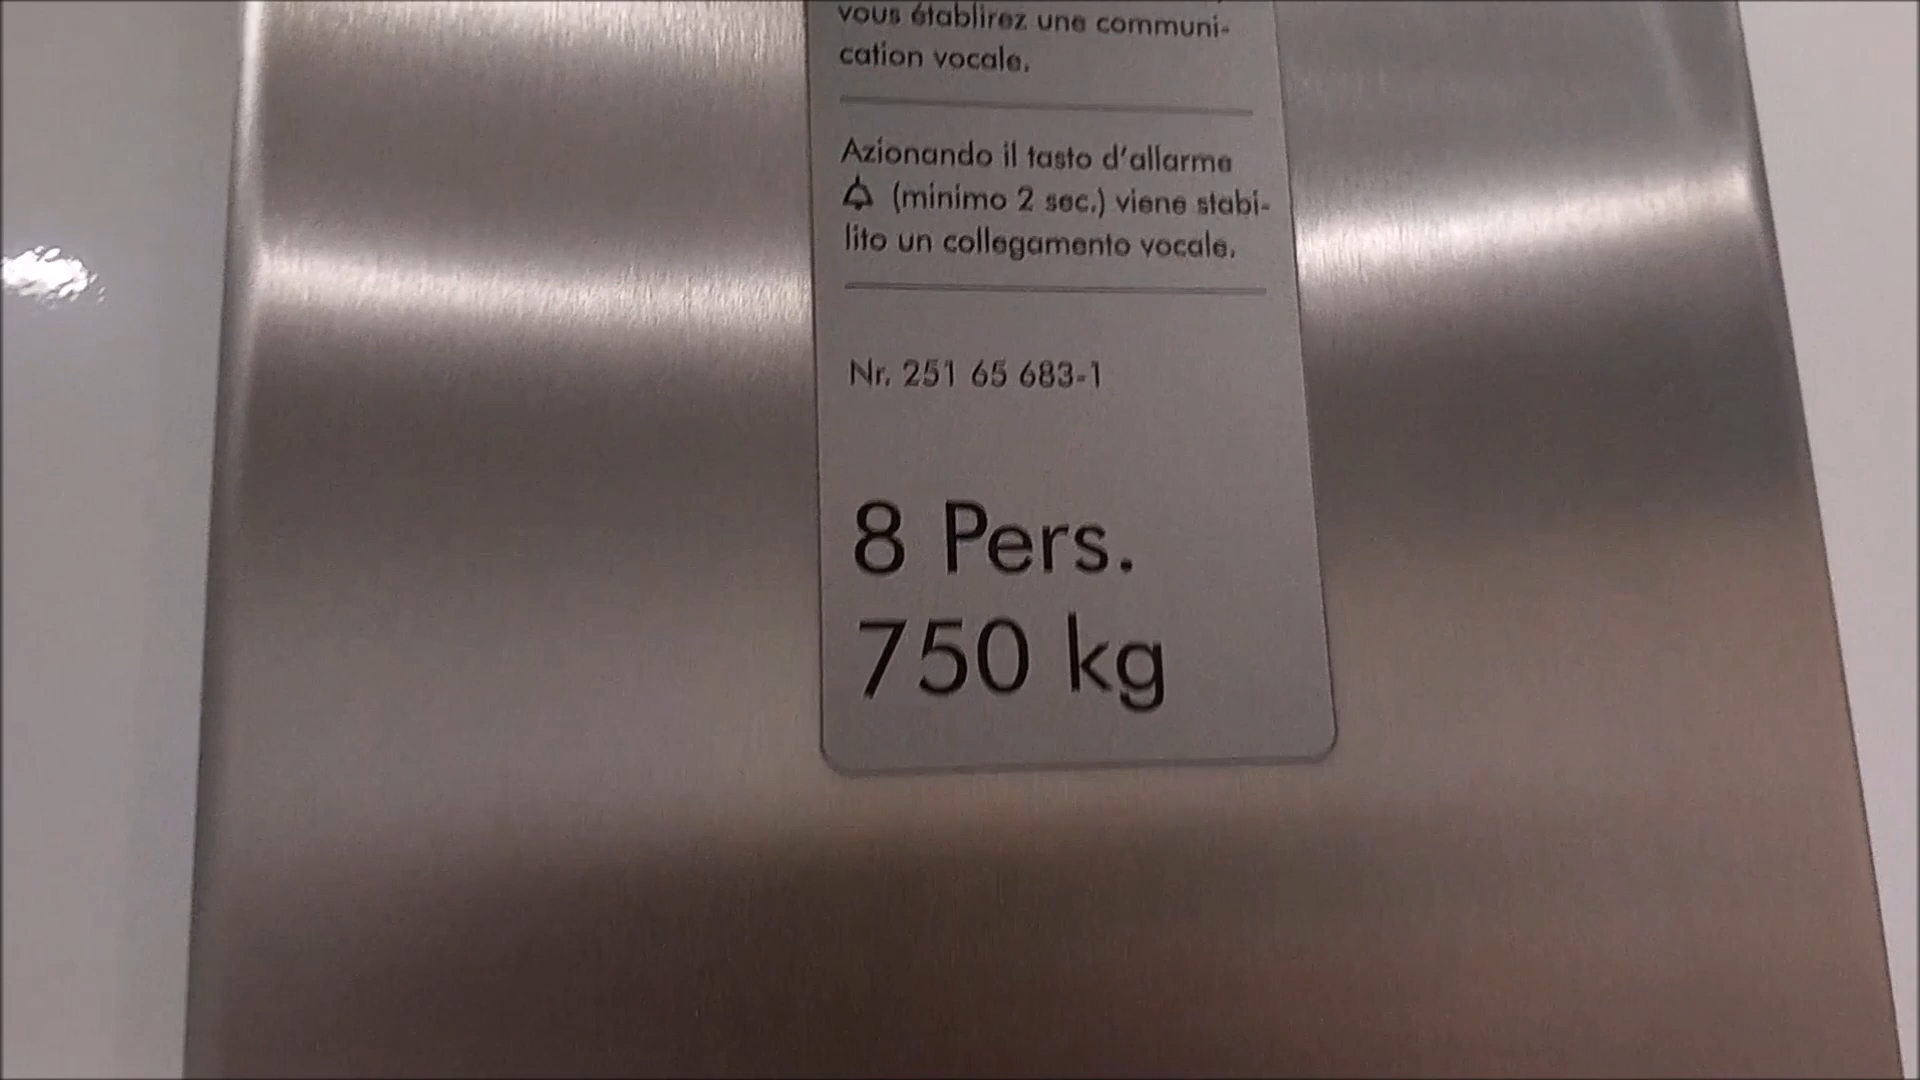 vous établirez une communi-
cation vocale.
Azionando il tasto d'allarme
(minimo 2 sec.) viene stabi-
lito un collegamento vocale.
Nr. 251 65 683-1
8 Pers.
750 kg